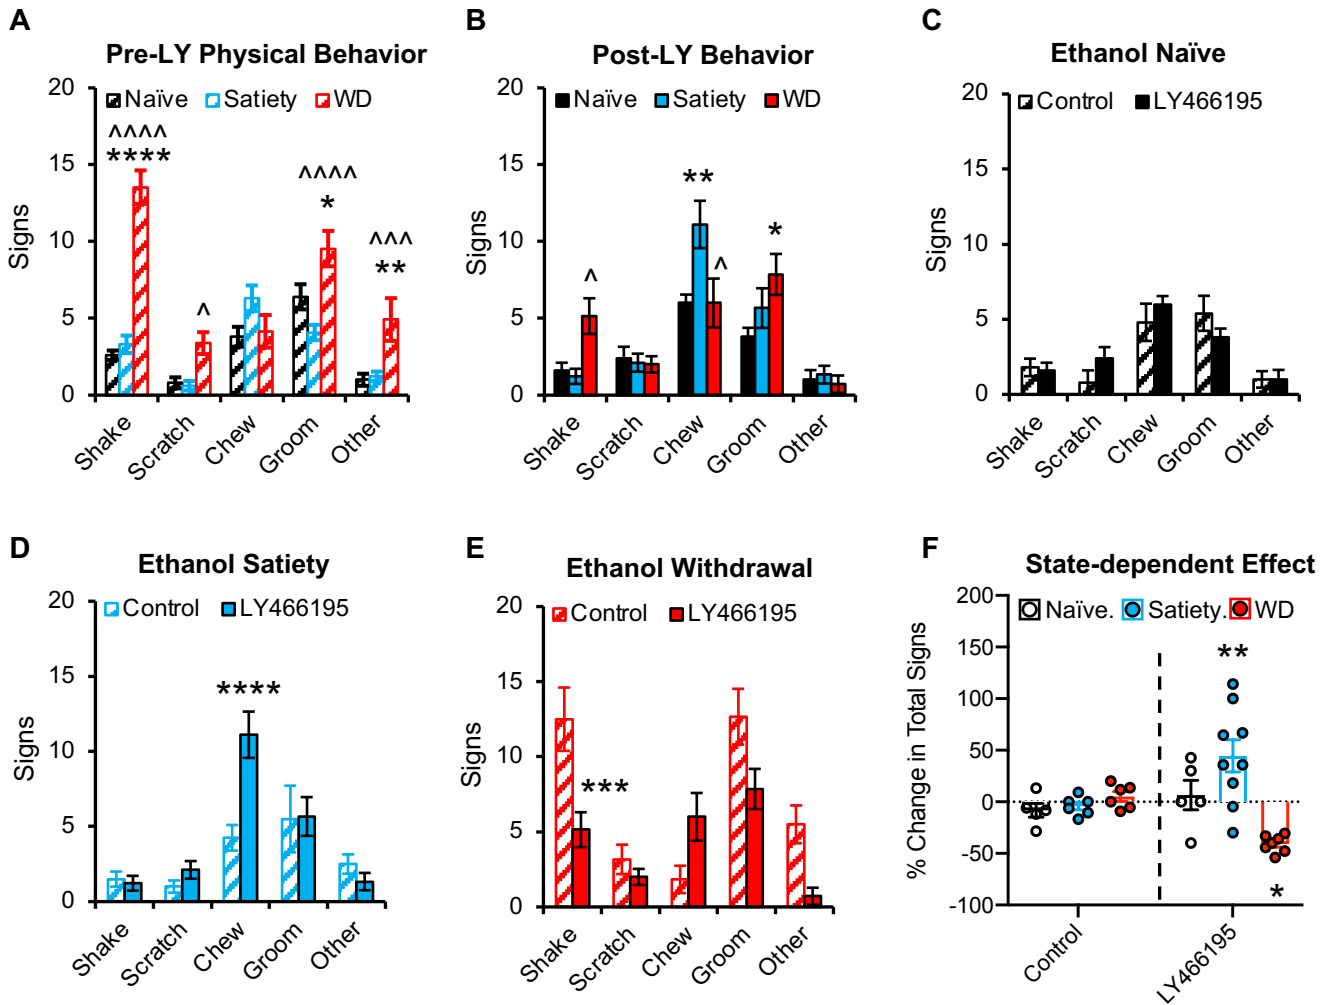 A
Pre-LY Physical Behavior
20
15
10
5
0
Signs
Naïve Satiety WD
^^^^
****
^
^^^^
*
^^^
**
Shake Scratch Chew Groom Other
B
Post-LY Behavior
20
15
10
5
0
Signs
Naïve Satiety WD
^
**
^
*
Shake Scratch Chew Groom Other
C
Ethanol Naïve
20
15
10
5
0
Signs
Control LY466195
Shake Scratch Chew Groom Other
D
Ethanol Satiety
20
15
10
5
0
Signs
Control LY466195
****
Shake Scratch Chew Groom Other
E
Ethanol Withdrawal
20
15
10
5
0
Signs
Control LY466195
***
Shake Scratch Chew Groom Other
F
State-dependent Effect
200
150
100
50
0
-50
-100
% Change in Total Signs
Naïve. Satiety. WD
**
*
Control LY466195